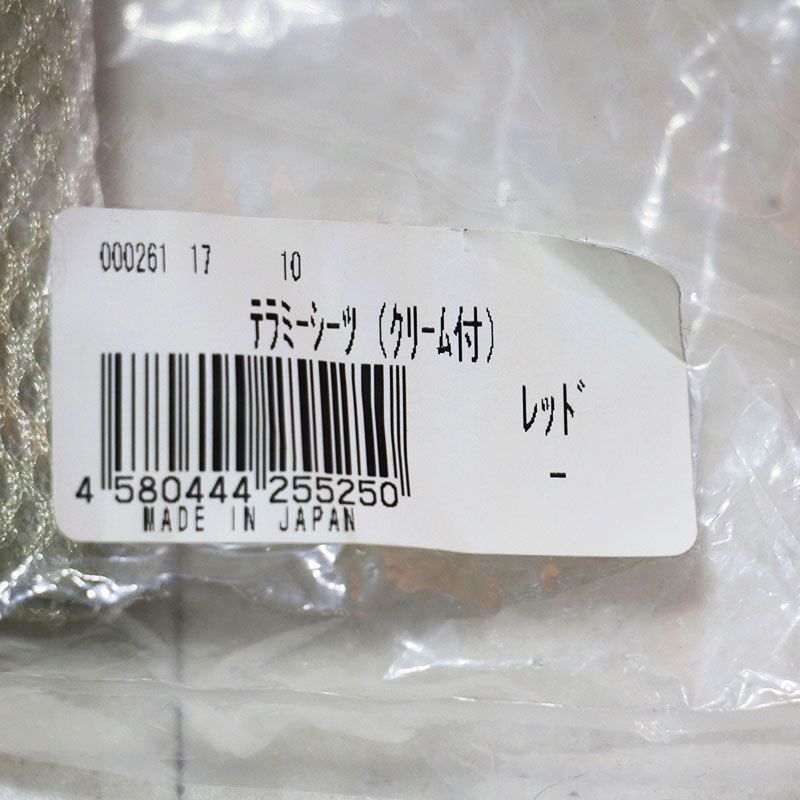 000261 17 10
ﾃﾗﾐｰｼｰﾂ (ｸﾘｰﾑ付)
ﾚｯﾄﾞ
-
4 580444 255250
MADE IN JAPAN